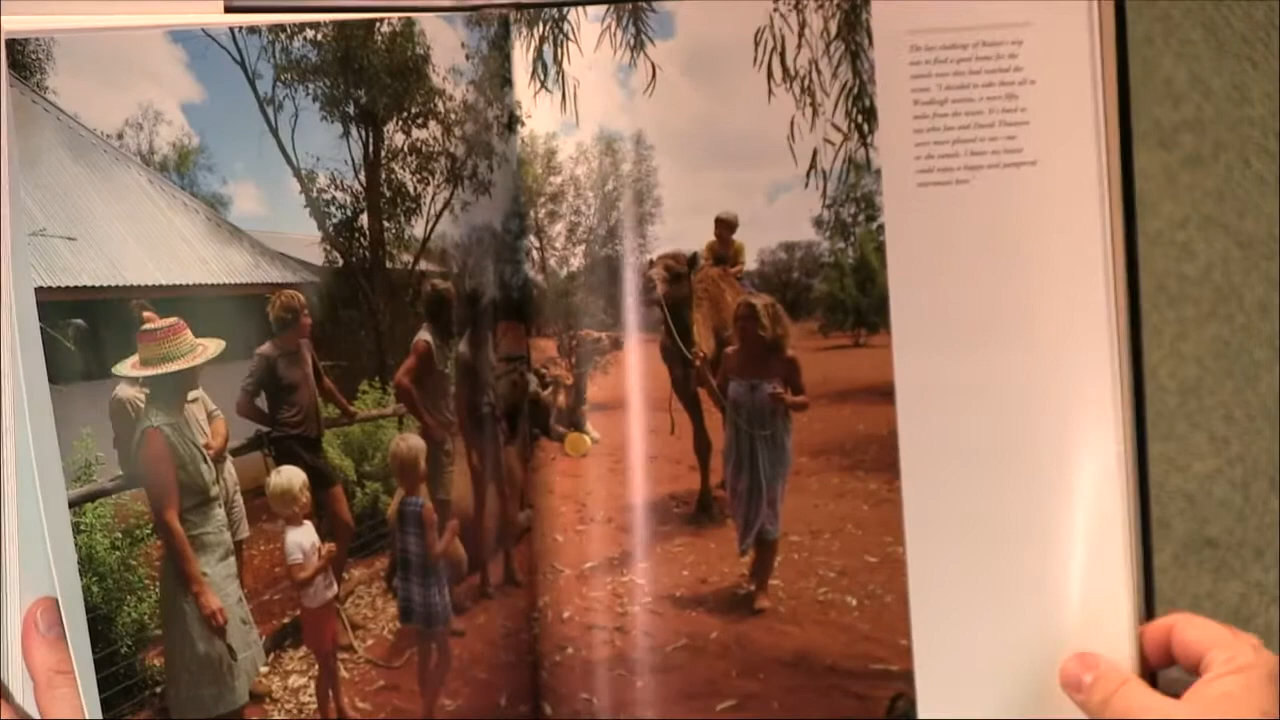 The last challenge of Robyn's trip
was to find a good home for the
camels once they had reached the
ocean. "I decided to take them all to
Woodleigh station, a mere fifty
miles from the ocean. It's hard to
say who Jan and David Thomson
were more pleased to see—me
or the camels. I knew my beasts
could enjoy a happy and pampered
retirement here."